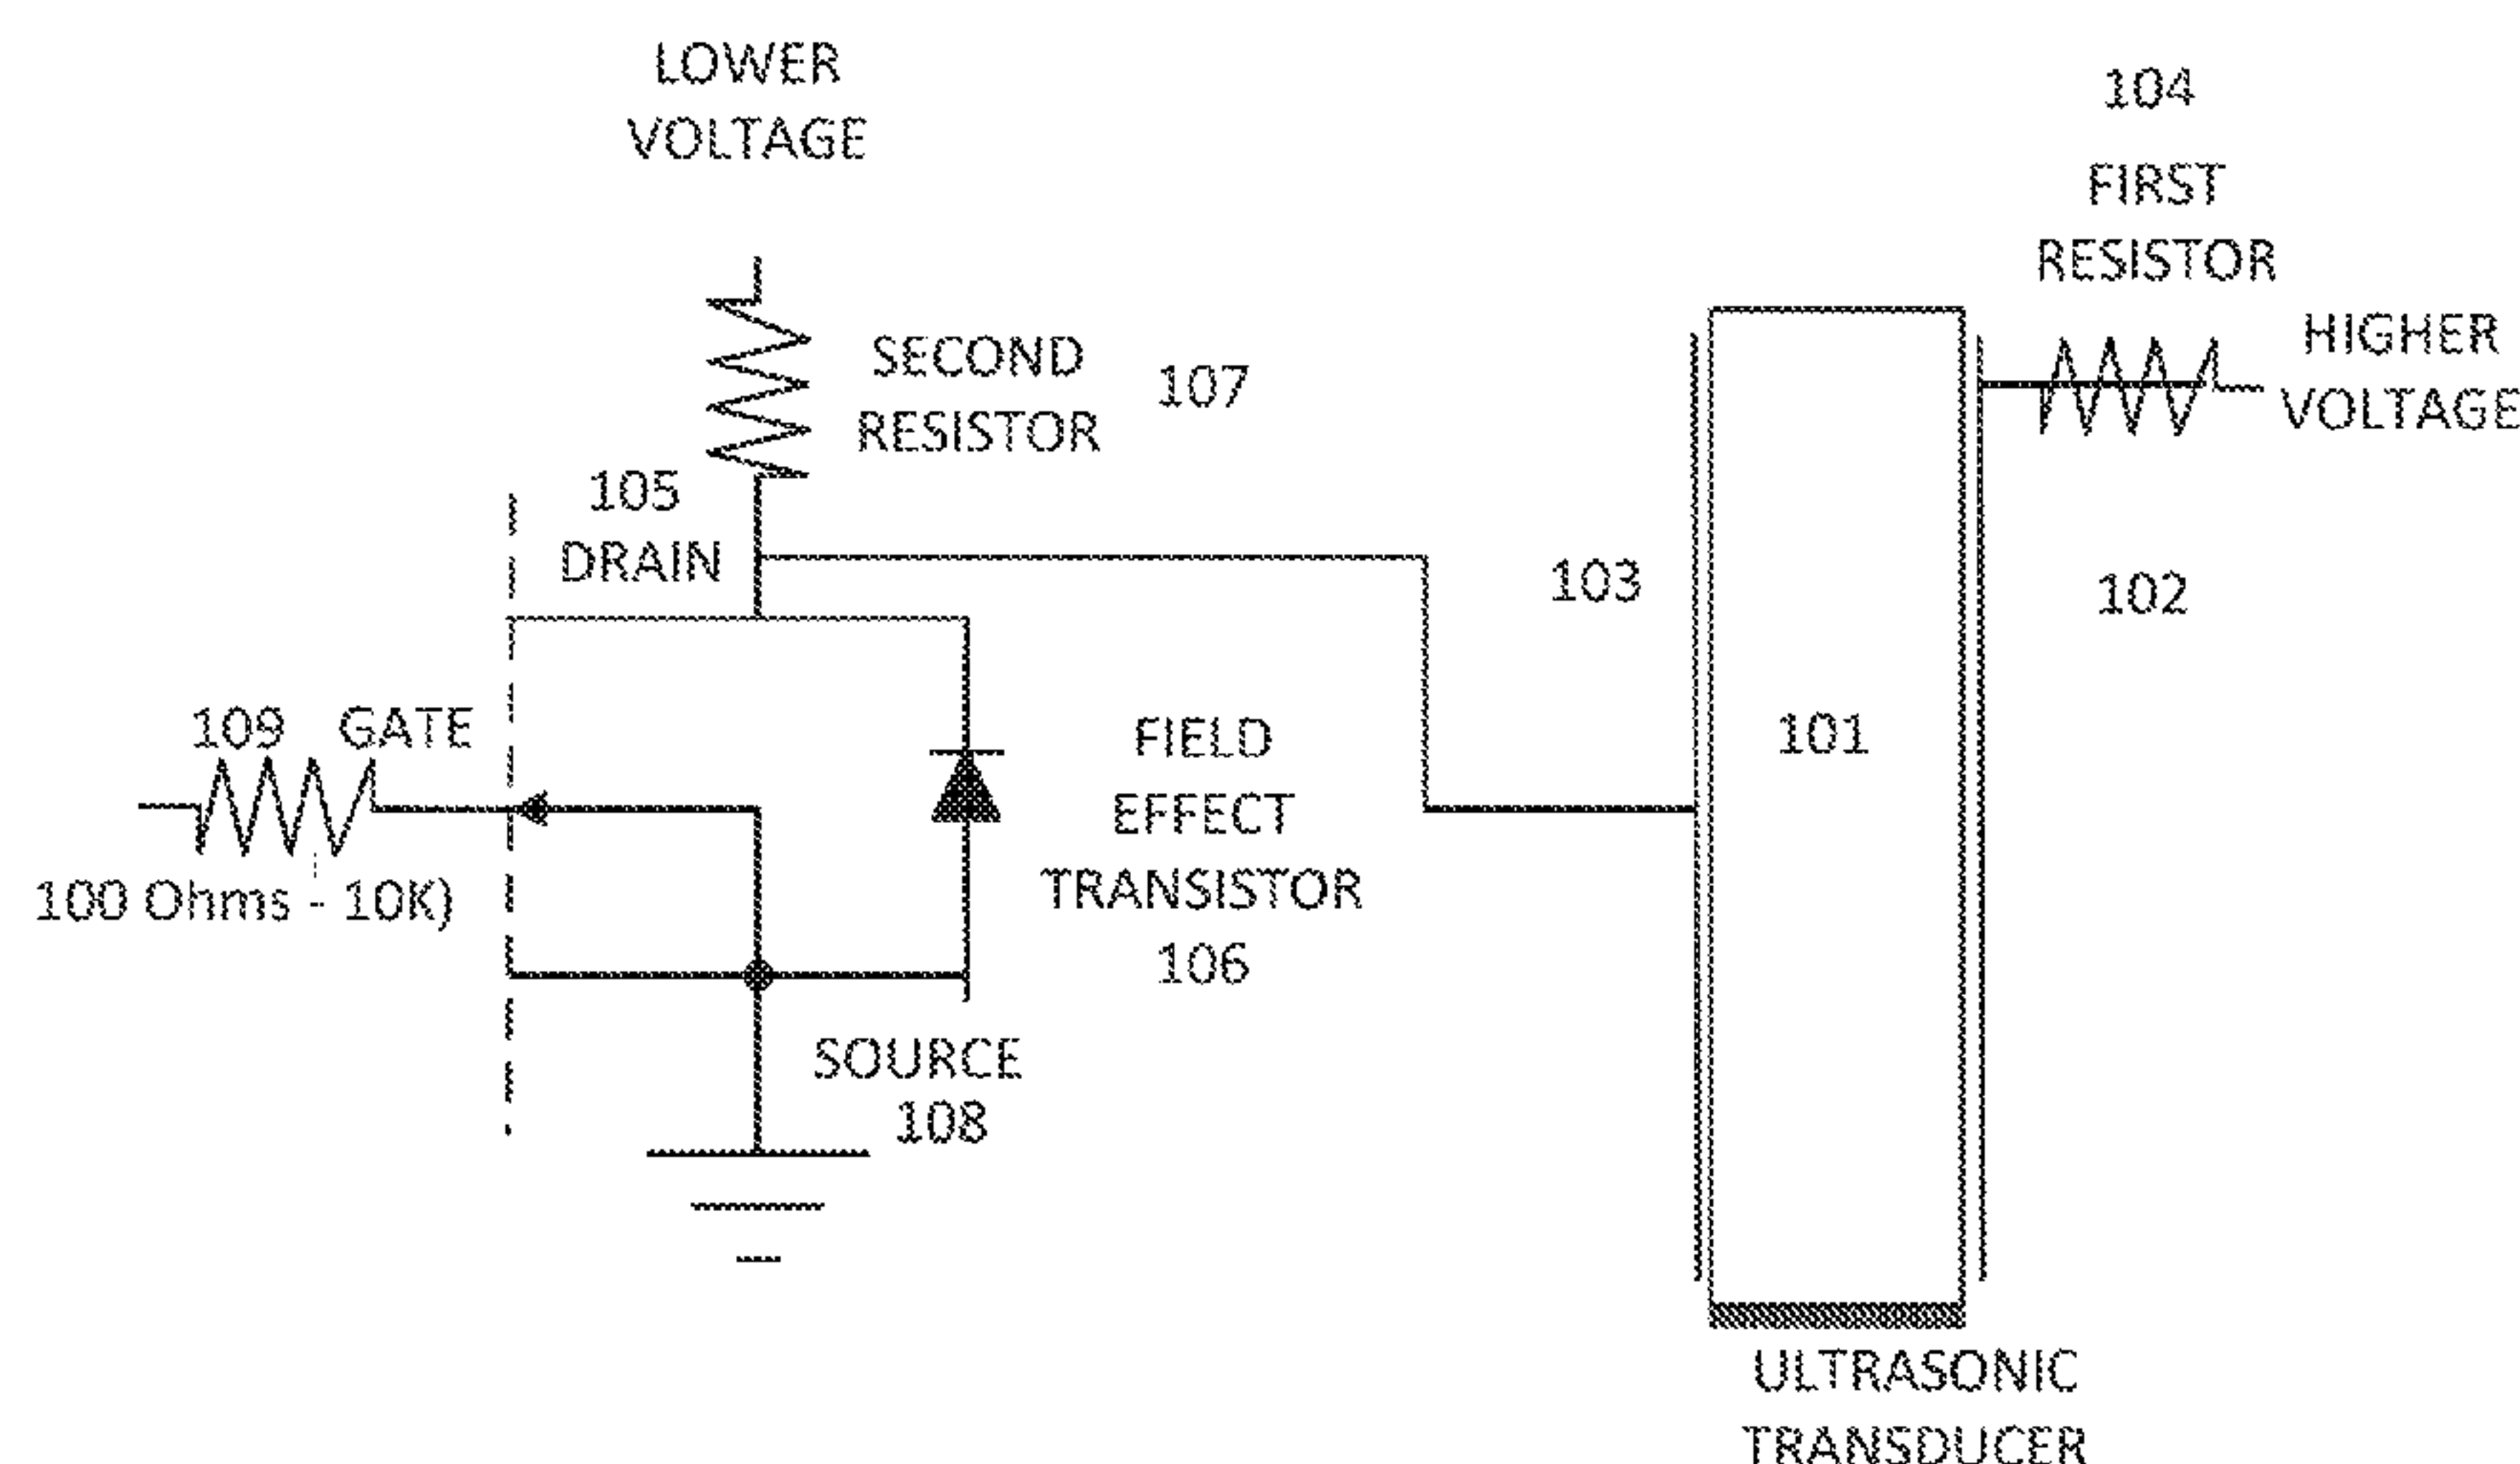 LOWER
VOLTAGE
104
FIRST
RESISTOR
HIGHER
VOLTAGE
SECOND
RESISTOR
107
105
DRAIN
103
102
109 GATE
100 Ohms - 10K)
FIELD
EFFECT
TRANSISTOR
106
101
SOURCE
108
ULTRASONIC
TRANSDUCER